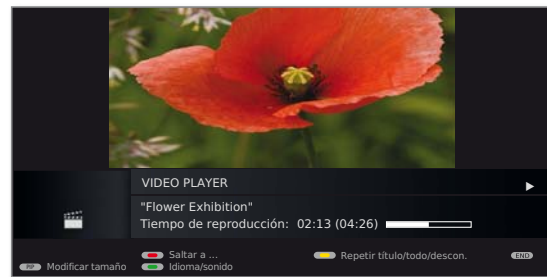 VIDEO PLAYER
"Flower Exhibition"
Tiempo de reproducción: 02:13 (04:26)
Saltar a ...
Repetir título/todo/descon.
END
PIP Modificar tamaño
Idioma/sonido